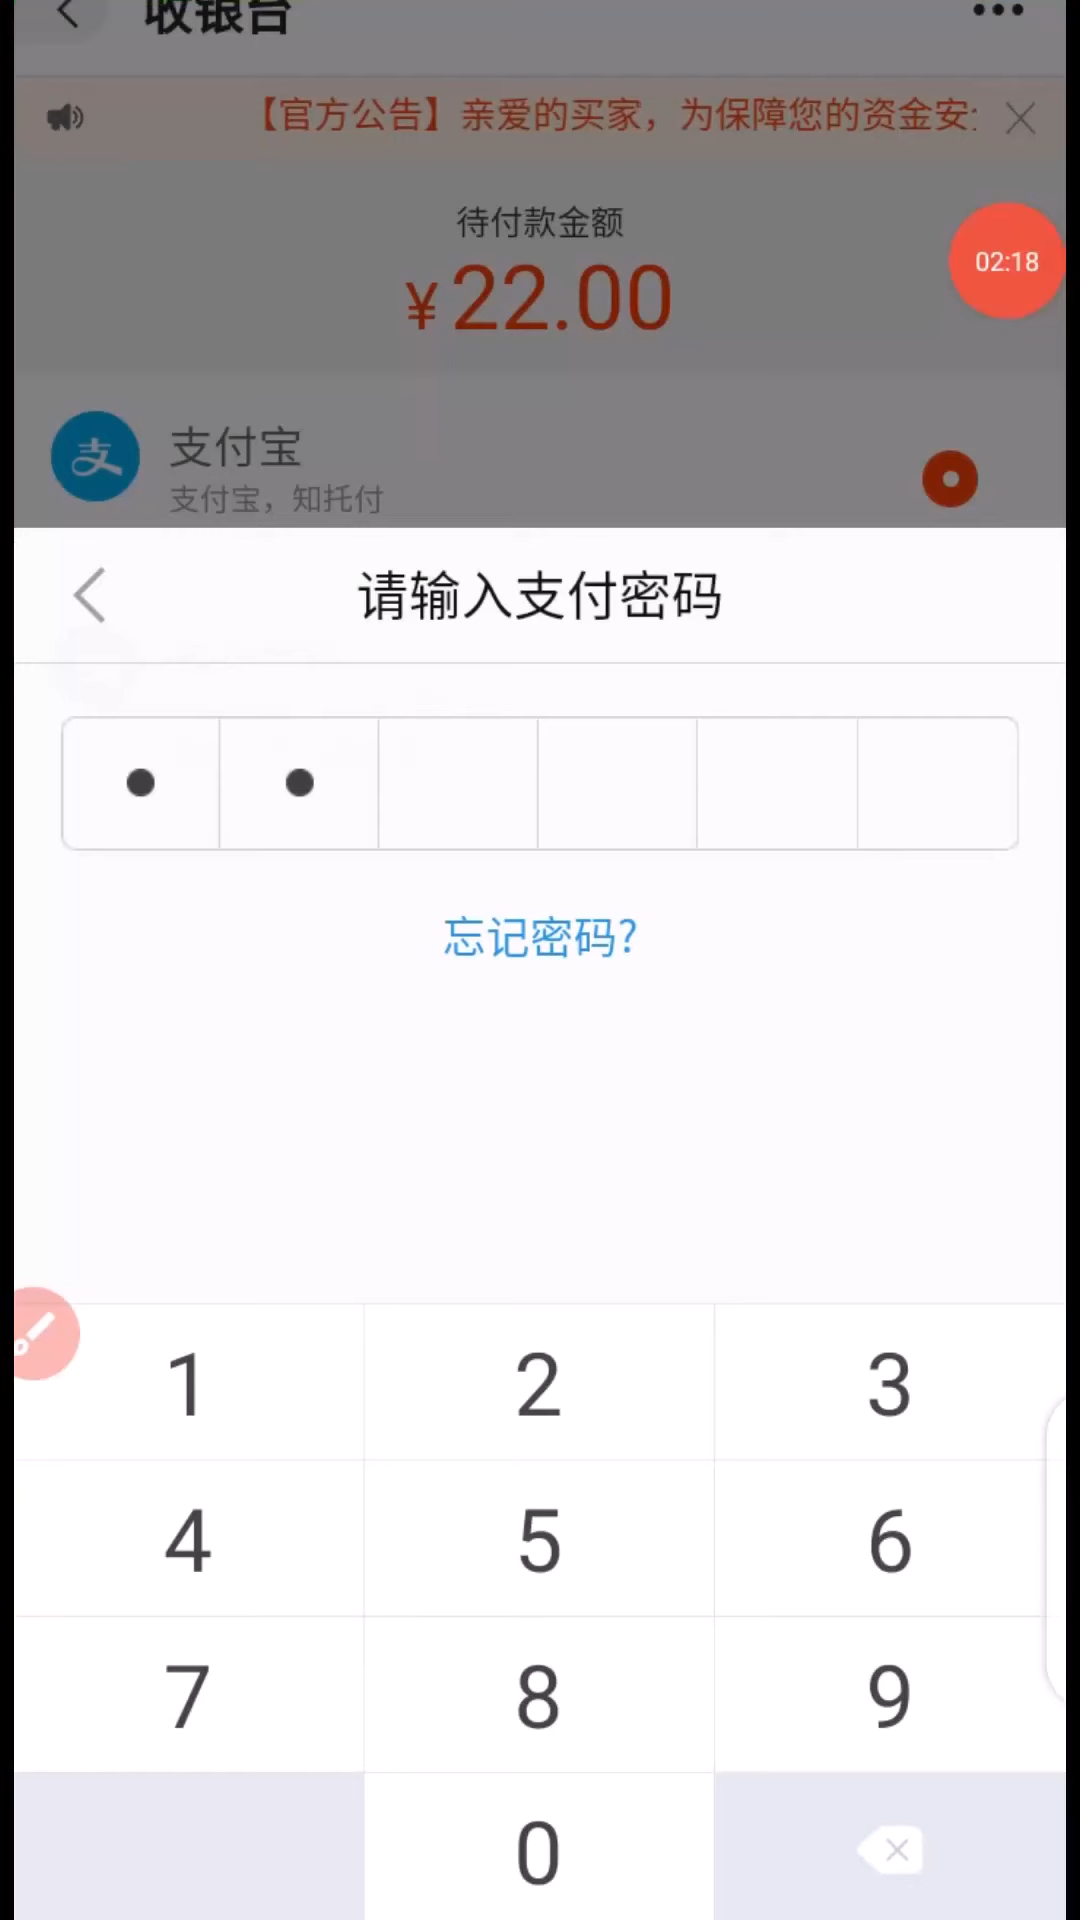 收银台
【官方公告】亲爱的买家，为保障您的资金安
待付款金额
¥22.00
02:18
支付宝
支付宝，知托付
请输入支付密码
忘记密码?
1 2 3
4 5 6
7 8 9
0